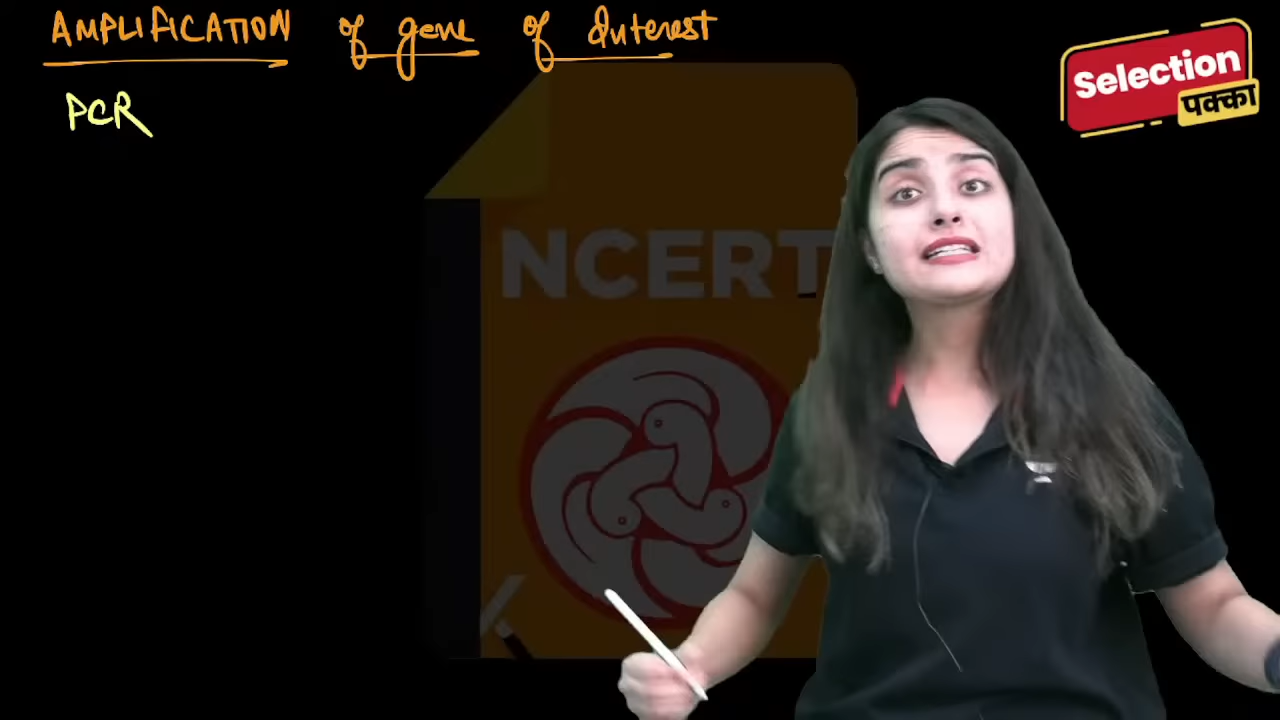 AMPLIFICATION of gene of Interest
PCR
Selection
पक्का
NCERT